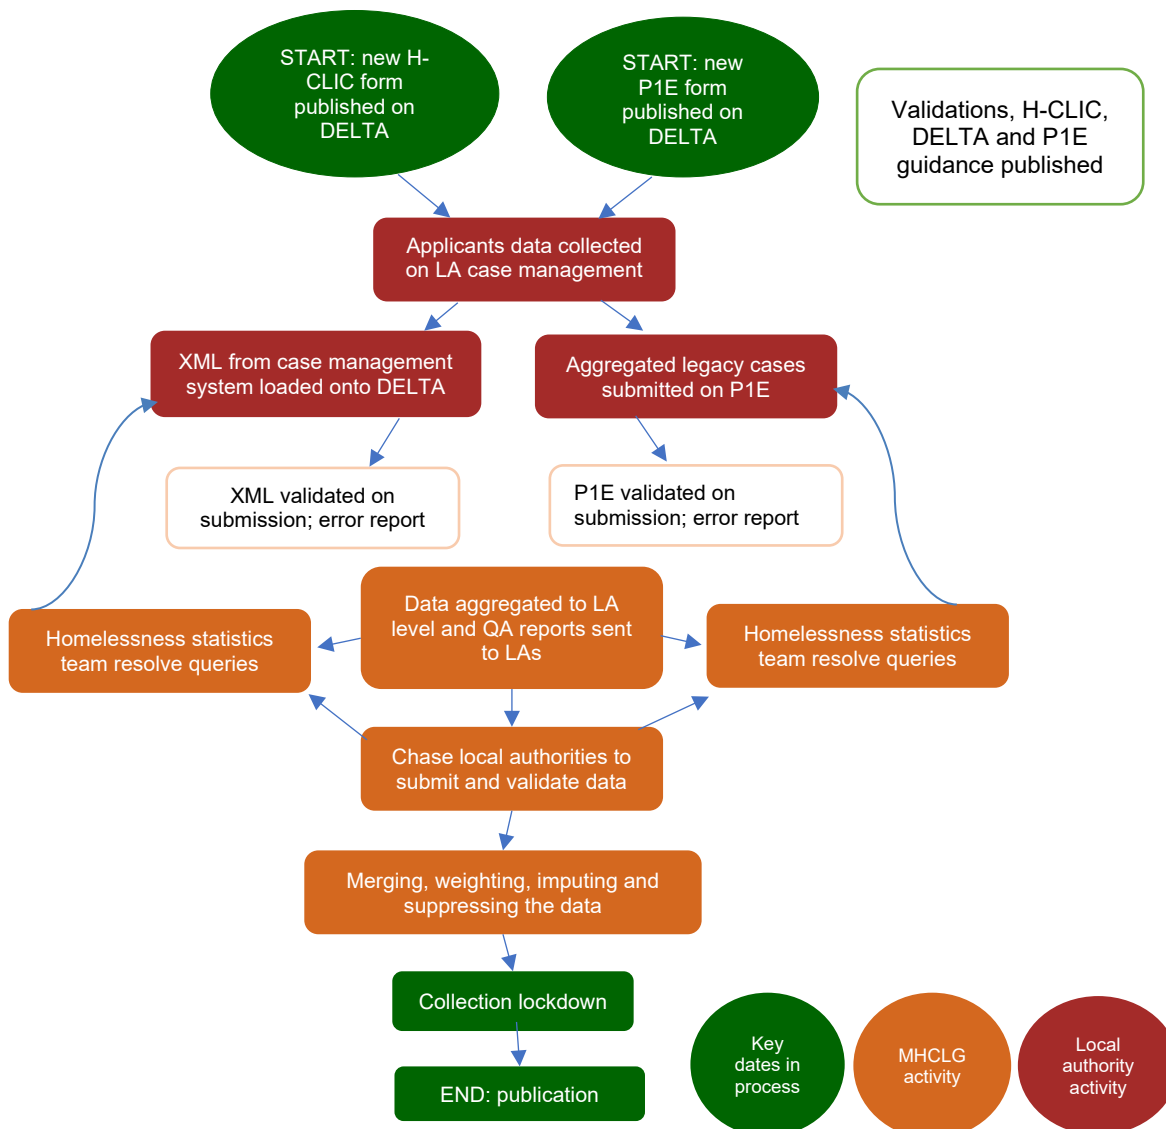 START: new H-
CLIC form
published on
DELTA
START: new
P1E form
published on
DELTA
Validations, H-CLIC,
DELTA and P1E
guidance published
Applicants data collected
on LA case management
XML from case management
system loaded onto DELTA
Aggregated legacy cases
submitted on P1E
XML validated on
submission; error report
P1E validated on
submission; error report
Homelessness statistics
team resolve queries
Data aggregated to LA
level and QA reports sent
to LAs
Homelessness statistics
team resolve queries
Chase local authorities to
submit and validate data
Merging, weighting, imputing and
suppressing the data
Collection lockdown
END: publication
Key
dates in
process
MHCLG
activity
Local
authority
activity